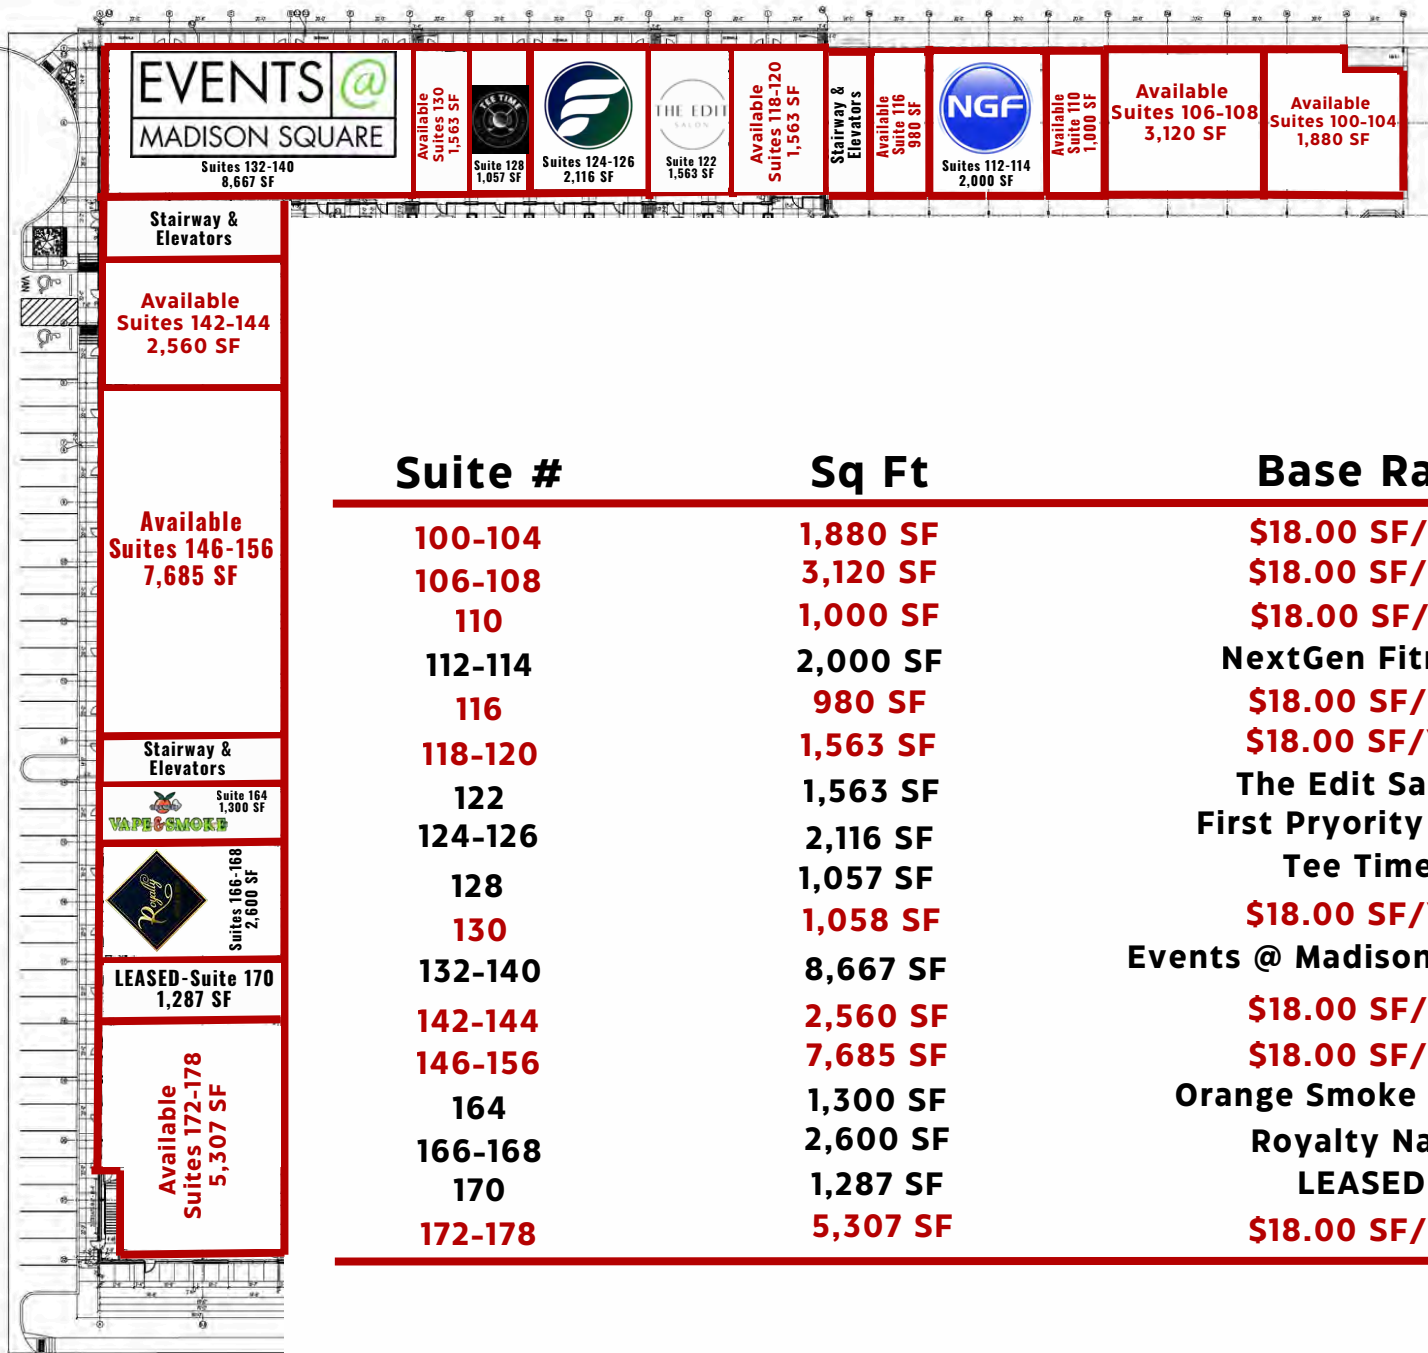 EVENTS @
MADISON SQUARE
Suites 132-140
8,667 SF
Available
Suites 130
1,563 SF
TEE TIME
Suite 128
1,057 SF
Suites 124-126
2,116 SF
THE EDIT
SALON
Suite 122
1,563 SF
Available
Suites 118-120
1,563 SF
Stairway &
Elevators
Available
Suite 116
980 SF
NGF
Suites 112-114
2,000 SF
Available
Suite 110
1,000 SF
Available
Suites 106-108
3,120 SF
Available
Suites 100-104
1,880 SF
Stairway &
Elevators
VAN
Available
Suites 142-144
2,560 SF
Available
Suites 146-156
7,685 SF
Stairway &
Elevators
Suite 164
1,300 SF
VAPE&SMOKE
Royalty
Suites 166-168
2,600 SF
LEASED-Suite 170
1,287 SF
Available
Suites 172-178
5,307 SF
Suite # Sq Ft Base Ra
100-104 1,880 SF $18.00 SF/
106-108 3,120 SF $18.00 SF/
110 1,000 SF $18.00 SF/
112-114 2,000 SF NextGen Fit
116 980 SF $18.00 SF/
118-120 1,563 SF $18.00 SF/
122 1,563 SF The Edit Sa
124-126 2,116 SF First Pryority
128 1,057 SF Tee Time
130 1,058 SF $18.00 SF/
132-140 8,667 SF Events @ Madison
142-144 2,560 SF $18.00 SF/
146-156 7,685 SF $18.00 SF/
164 1,300 SF Orange Smoke
166-168 2,600 SF Royalty Na
170 1,287 SF LEASED
172-178 5,307 SF $18.00 SF/